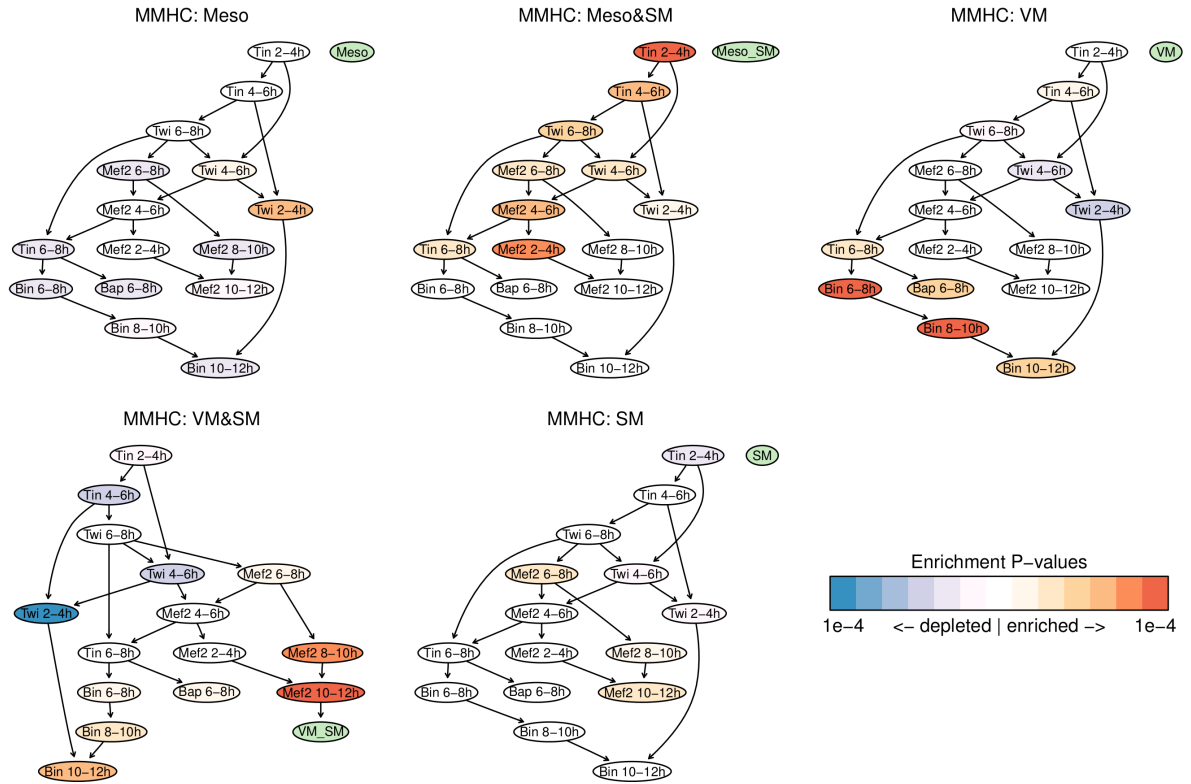 MMHC: Meso
Tin 2−4h
Meso
Tin 4−6h
Twi 6−8h
Mef2 6−8h
Twi 4−6h
Mef2 4−6h
Twi 2−4h
Tin 6−8h
Mef2 2−4h
Mef2 8−10h
Bin 6−8h
Bap 6−8h
Mef2 10−12h
Bin 8−10h
Bin 10−12h
MMHC: Meso&SM
Tin 2−4h
Meso_SM
Tin 4−6h
Twi 6−8h
Mef2 6−8h
Twi 4−6h
Mef2 4−6h
Twi 2−4h
Tin 6−8h
Mef2 2−4h
Mef2 8−10h
Bin 6−8h
Bap 6−8h
Mef2 10−12h
Bin 8−10h
Bin 10−12h
MMHC: VM
Tin 2−4h
VM
Tin 4−6h
Twi 6−8h
Mef2 6−8h
Twi 4−6h
Mef2 4−6h
Twi 2−4h
Tin 6−8h
Mef2 2−4h
Mef2 8−10h
Bin 6−8h
Bap 6−8h
Mef2 10−12h
Bin 8−10h
Bin 10−12h
MMHC: VM&SM
Tin 2−4h
Tin 4−6h
Twi 6−8h
Twi 4−6h
Mef2 6−8h
Twi 2−4h
Mef2 4−6h
Tin 6−8h
Mef2 2−4h
Mef2 8−10h
Bin 6−8h
Bap 6−8h
Mef2 10−12h
Bin 8−10h
VM_SM
Bin 10−12h
MMHC: SM
Tin 2−4h
SM
Tin 4−6h
Twi 6−8h
Mef2 6−8h
Twi 4−6h
Mef2 4−6h
Twi 2−4h
Tin 6−8h
Mef2 2−4h
Mef2 8−10h
Bin 6−8h
Bap 6−8h
Mef2 10−12h
Bin 8−10h
Bin 10−12h
Enrichment P−values
1e−4 <− depleted | enriched −> 1e−4